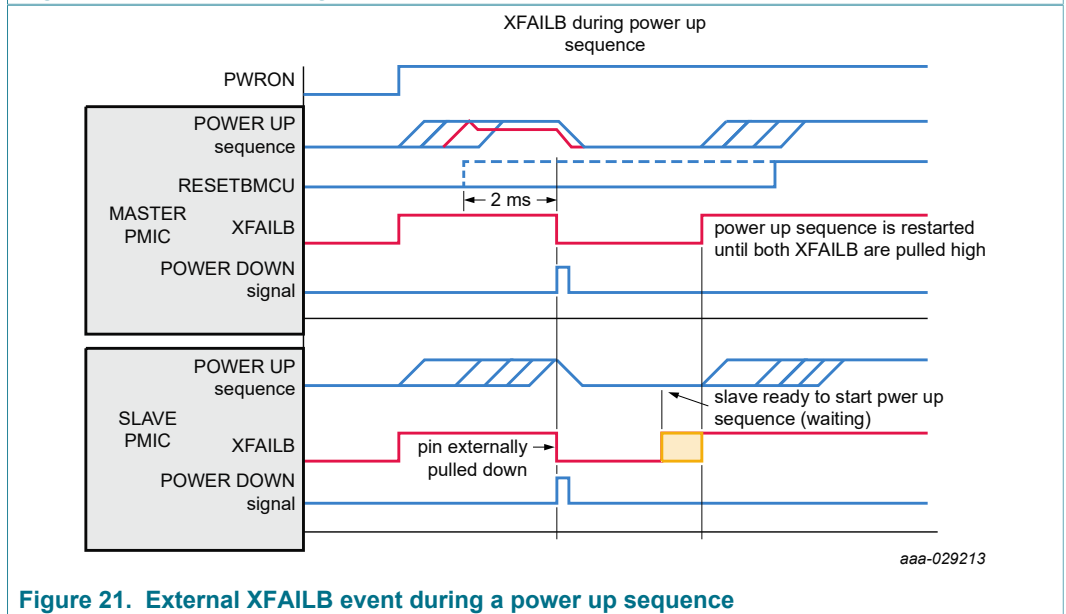 XFAILB during power up
sequence
PWRON
POWER UP
sequence
RESETBMCU
2 ms
MASTER
PMIC
XFAILB
power up sequence is restarted
until both XFAILB are pulled high
POWER DOWN
signal
POWER UP
sequence
slave ready to start pwer up
sequence (waiting)
SLAVE
PMIC
XFAILB
pin externally
pulled down
POWER DOWN
signal
aaa-029213
Figure 21. External XFAILB event during a power up sequence